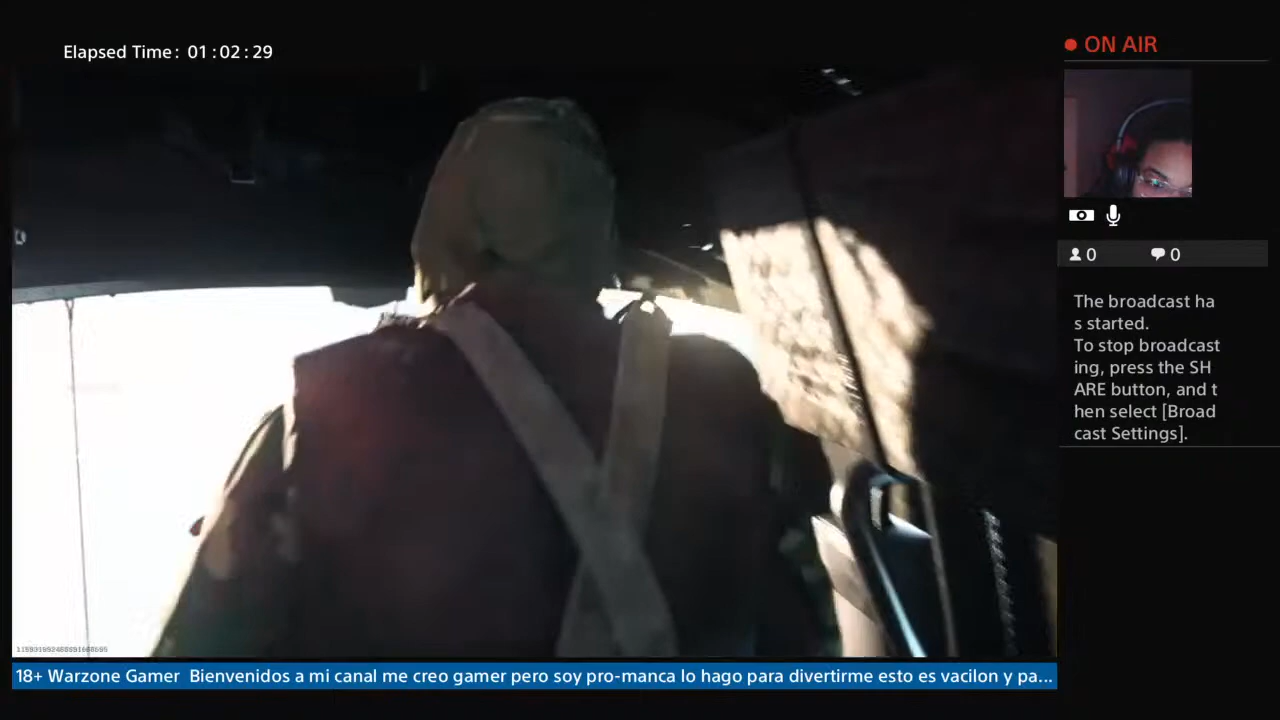 Elapsed Time: 01:02:29
ON AIR
0 0
The broadcast ha
s started.
To stop broadcast
ing, press the SH
ARE button, and t
hen select [Broad
cast Settings].
18+ Warzone Gamer Bienvenidos a mi canal me creo gamer pero soy pro-manca lo hago para divertirme esto es vacilon y pa...